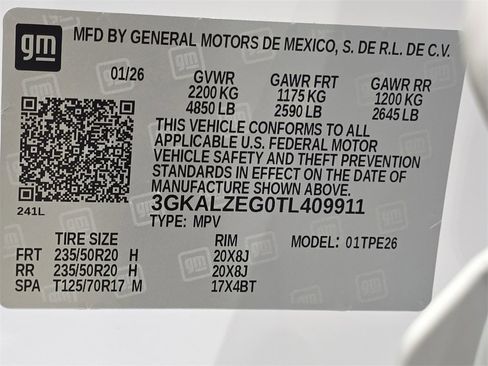 gm
MFD BY GENERAL MOTORS DE MEXICO, S. DE R.L. DE C.V.
01/26 GVWR GAWR FRT GAWR RR
2200 KG 1175 KG 1200 KG
4850 LB 2590 LB 2645 LB
THIS VEHICLE CONFORMS TO ALL
APPLICABLE U.S. FEDERAL MOTOR
VEHICLE SAFETY AND THEFT PREVENTION
STANDARDS IN EFFECT ON THE DATE OF
MANUFACTURE SHOWN ABOVE.
3GKALZEG0TL409911
241L TYPE: MPV
TIRE SIZE RIM MODEL: 01TPE26
FRT 235/50R20 H 20X8J
RR 235/50R20 H 20X8J
SPA T125/70R17 M 17X4BT